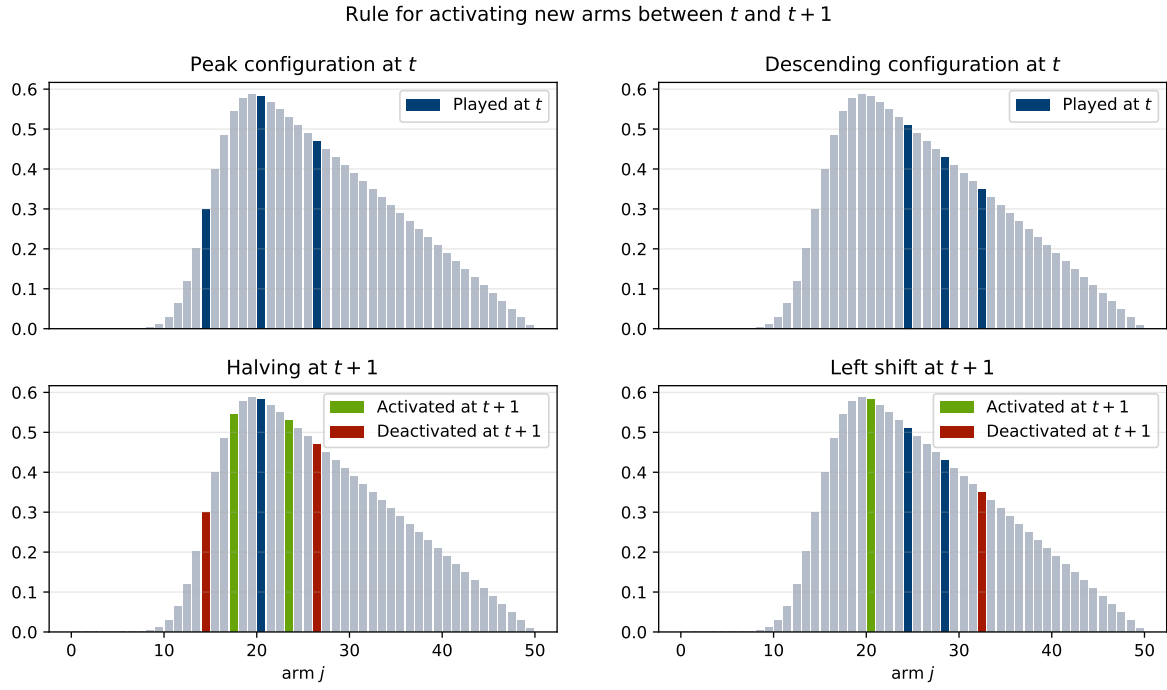 Rule for activating new arms between t and t + 1
Peak configuration at t
0.6
0.5
0.4
0.3
0.2
0.1
0.0
Played at t
Descending configuration at t
0.6
0.5
0.4
0.3
0.2
0.1
0.0
Played at t
Halving at t + 1
0.6
0.5
0.4
0.3
0.2
0.1
0.0
Activated at t + 1
Deactivated at t + 1
0 10 20 30 40 50
arm j
Left shift at t + 1
0.6
0.5
0.4
0.3
0.2
0.1
0.0
Activated at t + 1
Deactivated at t + 1
0 10 20 30 40 50
arm j